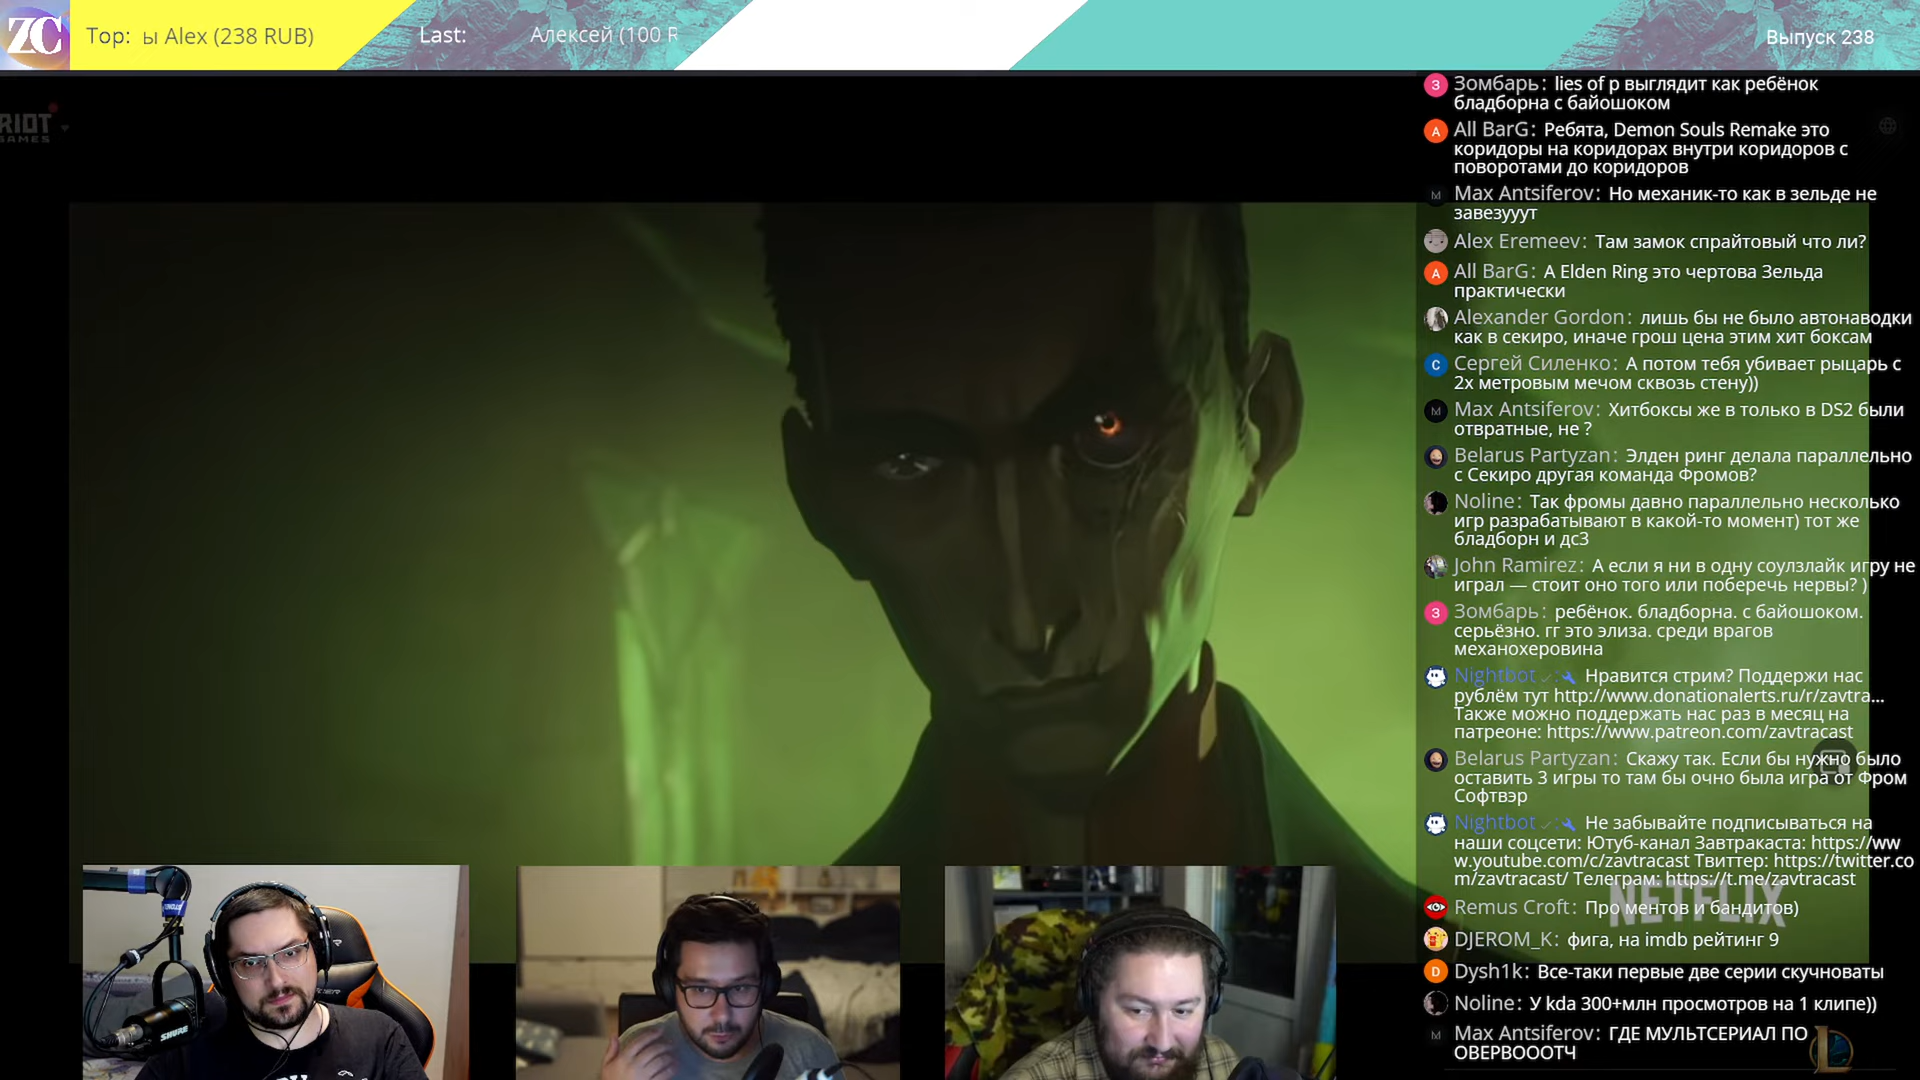 ZC
Top: ы Alex (238 RUB)
Last: Алексей (100 R
Выпуск 238
RIOT
GAMES
Зомбарь: lies of p выглядит как ребёнок
бладборна с байошоком
All BarG: Ребята, Demon Souls Remake это
коридоры на коридорах внутри коридоров с
поворотами до коридоров
Max Antsiferov: Но механик-то как в зельде не
завезууут
Alex Eremeev: Там замок спрайтовый что ли?
All BarG: А Elden Ring это чертова Зельда
практически
Alexander Gordon: лишь бы не было автонаводки
как в секиро, иначе грош цена этим хит боксам
Сергей Силенко: А потом тебя убивает рыцарь с
2х метровым мечом сквозь стену))
Max Antsiferov: Хитбоксы же в только в DS2 были
отвратные, не ?
Belarus Partyzan: Элден ринг делала параллельно
с Секиро другая команда Фромов?
Noline: Так фромы давно параллельно несколько
игр разрабатывают в какой-то момент) тот же
бладборн и дс3
John Ramirez: А если я ни в одну соулзлайк игру не
играл — стоит оно того или поберечь нервы? )
Зомбарь: ребёнок. бладборна. с байошоком.
серьёзно. гг это элиза. среди врагов
механохеровина
Nightbot: Нравится стрим? Поддержи нас
рублём тут http://www.donationalerts.ru/r/zavtra...
Также можно поддержать нас раз в месяц на
патреоне: https://www.patreon.com/zavtracast
Belarus Partyzan: Скажу так. Если бы нужно было
оставить 3 игры то там бы очно была игра от Фром
Софтвэр
Nightbot: Не забывайте подписываться на
наши соцсети: Ютуб-канал Завтракаста: https://ww
w.youtube.com/c/zavtracast Твиттер: https://twitter.co
m/zavtracast/ Телеграм: https://t.me/zavtracast
NETFLIX
Remus Croft: Про ментов и бандитов)
DJEROM_K: фига, на imdb рейтинг 9
Dysh1k: Все-таки первые две серии скучноваты
Noline: У kda 300+млн просмотров на 1 клипе))
Max Antsiferov: ГДЕ МУЛЬТСЕРИАЛ ПО
ОВЕРВОООТЧ
SHURE